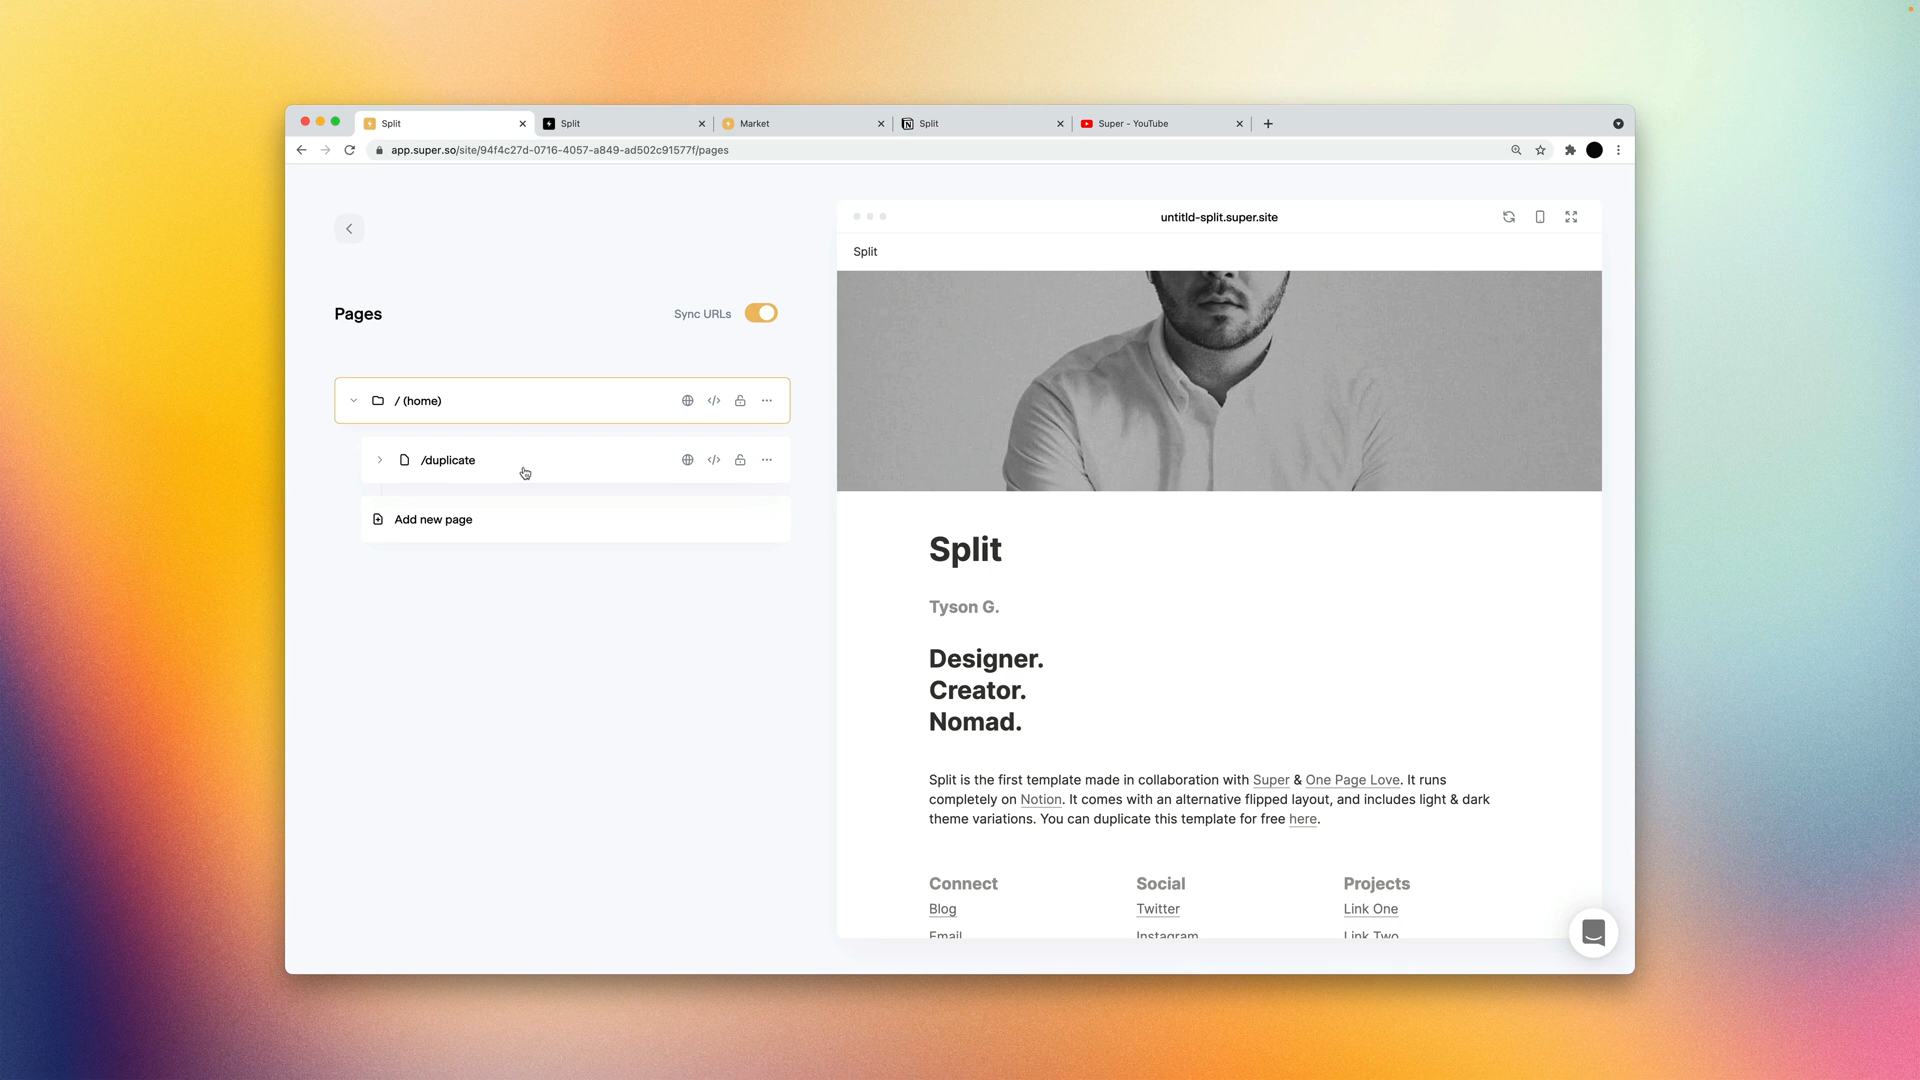 Split
Split
Market
Split
Super - YouTube
app.super.so/site/94f4c27d-0716-4057-a849-ad502c91577f/pages
untitld-split.super.site
Split
Pages
Sync URLs
/ (home)
/duplicate
Add new page
Split
Tyson G.
Designer.
Creator.
Nomad.
Split is the first template made in collaboration with Super & One Page Love. It runs
completely on Notion. It comes with an alternative flipped layout, and includes light & dark
theme variations. You can duplicate this template for free here.
Connect
Blog
Email
Social
Twitter
Instagram
Projects
Link One
Link Two